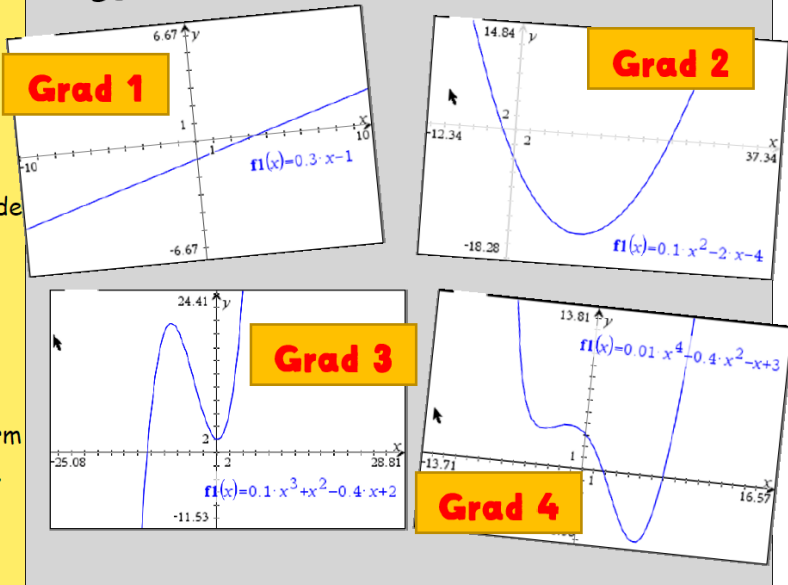 6.67 y
Grad 1
1
x
-10
1
10
f1(x)=0.3·x-1
-6.67
14.84 y
Grad 2
2
-12.34
2
x
37.34
-18.28
f1(x)=0.1·x²-2·x-4
de
24.41 y
Grad 3
2
x
-25.08
2
28.81
f1(x)=0.1·x³+x²-0.4·x+2
-11.53
13.81 y
f1(x)=0.01·x⁴-0.4·x²-x+3
1
-13.71
1
x
16.57
Grad 4
rm